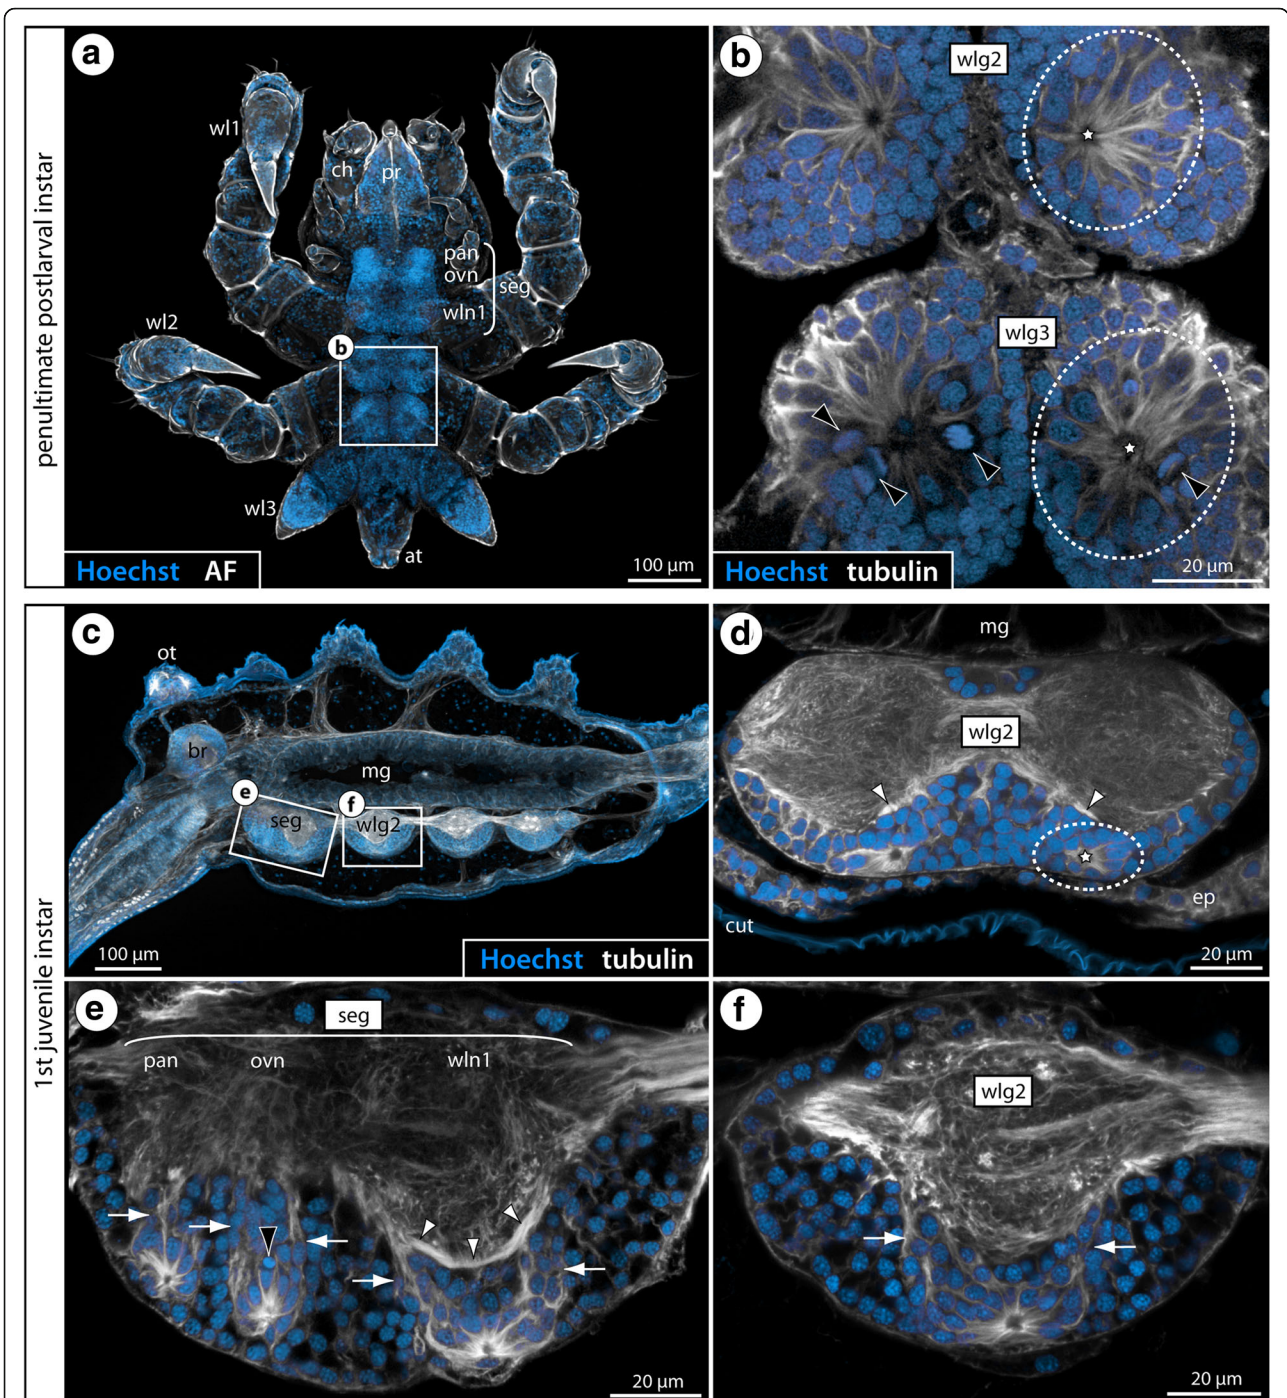 penultimate postlarval instar
a
wl1
ch
pr
pan
ovn
seg
wln1
wl2
b
wl3
at
Hoechst AF
100 µm
b
wlg2
wlg3
Hoechst tubulin
20 µm
1st juvenile instar
c
ot
br
mg
e
f
seg
wlg2
100 µm
Hoechst tubulin
d
mg
wlg2
ep
cut
20 µm
e
seg
pan
ovn
wln1
20 µm
f
wlg2
20 µm